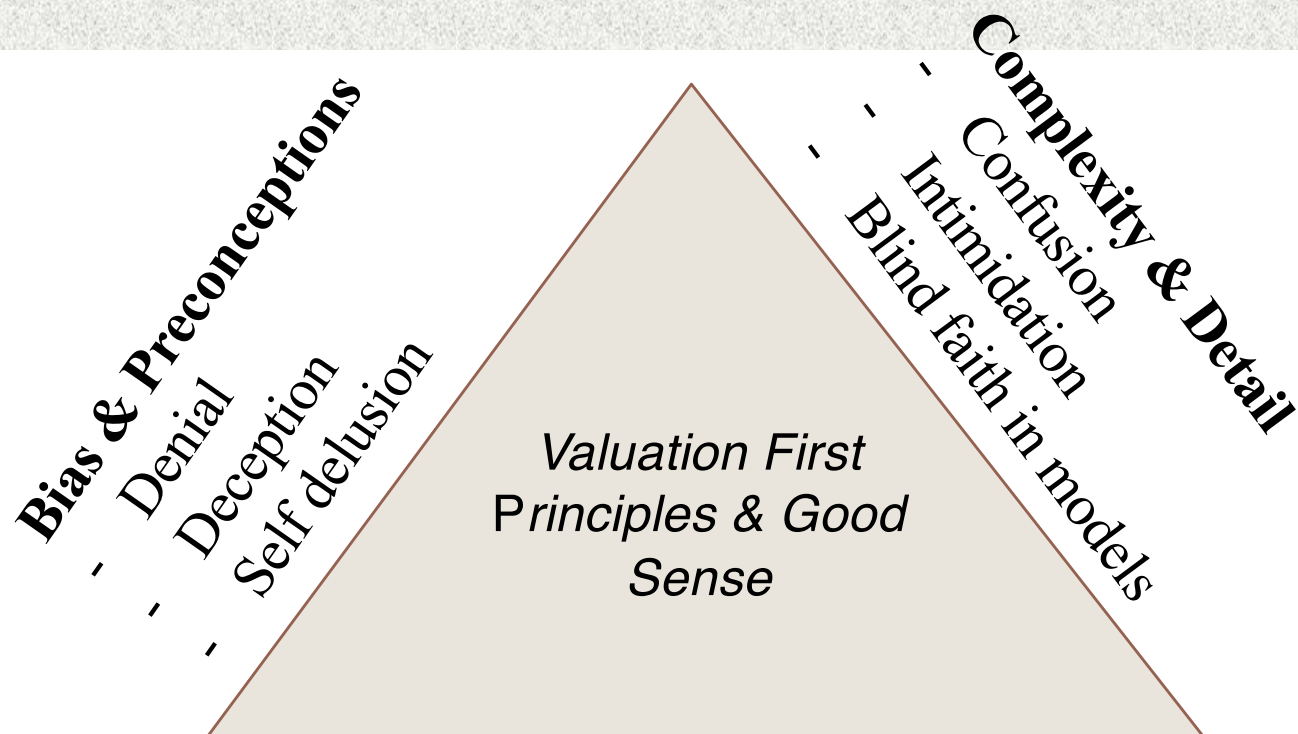 Bias & Preconceptions
- Denial
- Deception
- Self delusion
Complexity & Detail
- Confusion
- Intimidation
- Blind faith in models
Valuation First
Principles & Good
Sense